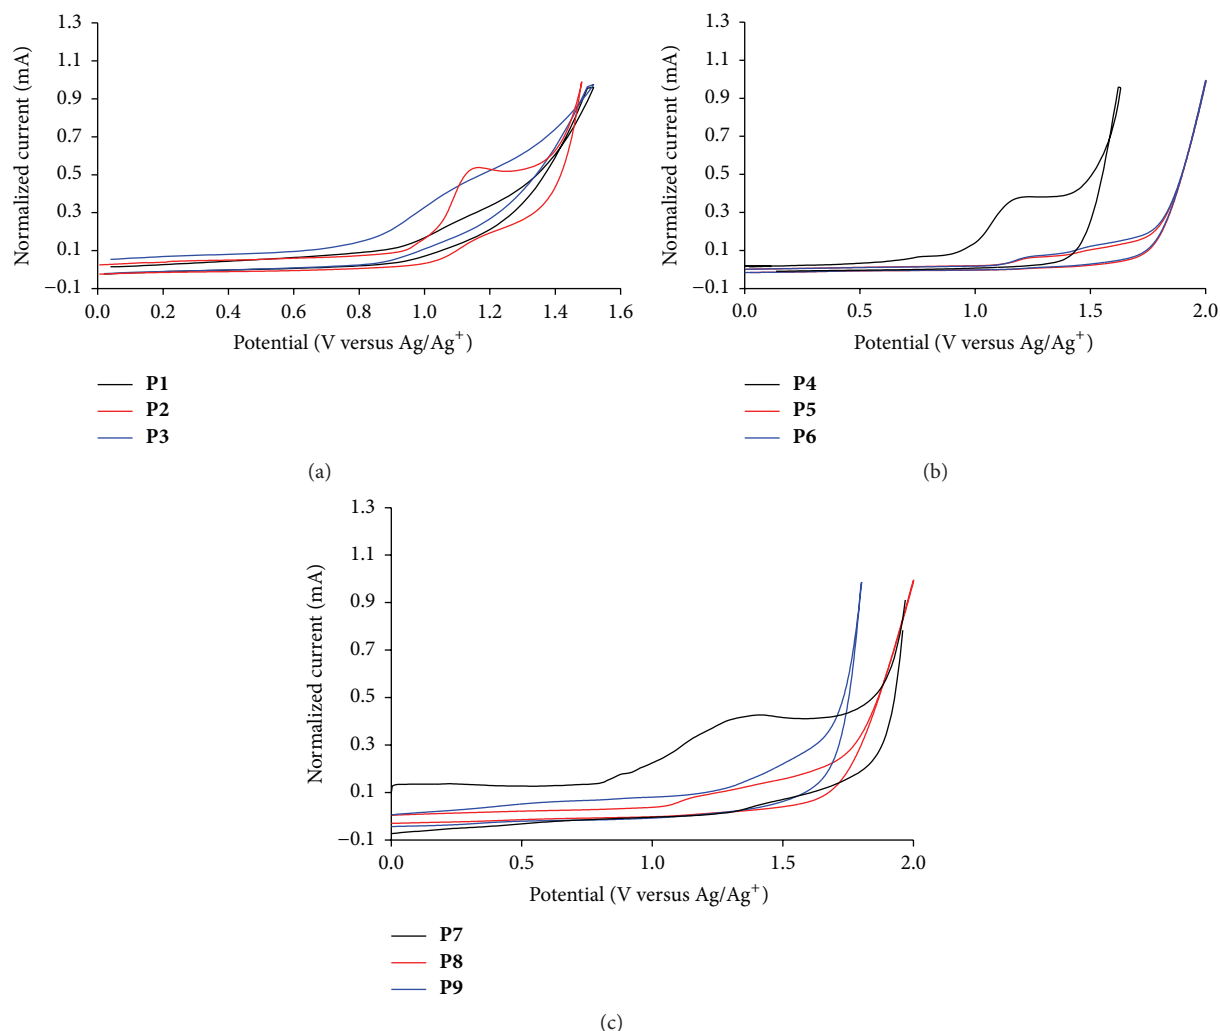 1.3
1.1
0.9
0.7
0.5
0.3
0.1
−0.1
Normalized current (mA)
0.0 0.2 0.4 0.6 0.8 1.0 1.2 1.4 1.6
Potential (V versus Ag/Ag⁺)
P1
P2
P3
(a)
1.3
1.1
0.9
0.7
0.5
0.3
0.1
−0.1
Normalized current (mA)
0.0 0.5 1.0 1.5 2.0
Potential (V versus Ag/Ag⁺)
P4
P5
P6
(b)
1.3
1.1
0.9
0.7
0.5
0.3
0.1
−0.1
Normalized current (mA)
0.0 0.5 1.0 1.5 2.0
Potential (V versus Ag/Ag⁺)
P7
P8
P9
(c)